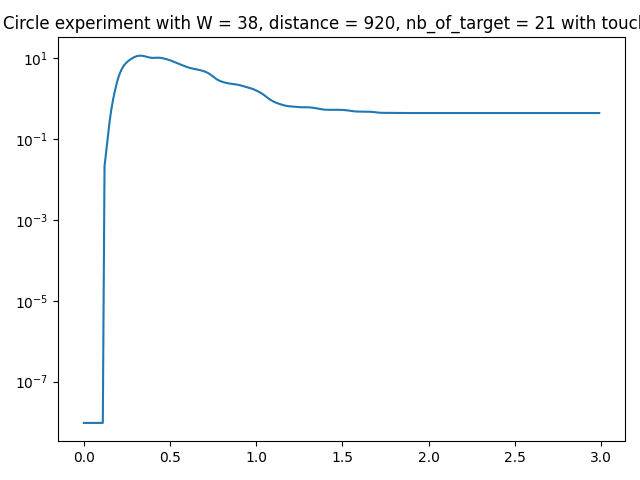 Circle experiment with W = 38, distance = 920, nb_of_target = 21 with touch
10¹
10⁻¹
10⁻³
10⁻⁵
10⁻⁷
0.0 0.5 1.0 1.5 2.0 2.5 3.0